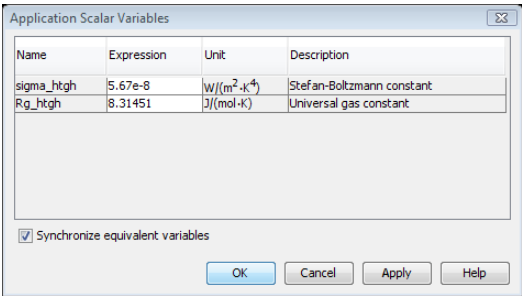 Application Scalar Variables
Name Expression Unit Description
sigma_htgh 5.67e-8 W/(m²·K⁴) Stefan-Boltzmann constant
Rg_htgh 8.31451 J/(mol·K) Universal gas constant
Synchronize equivalent variables
OK Cancel Apply Help